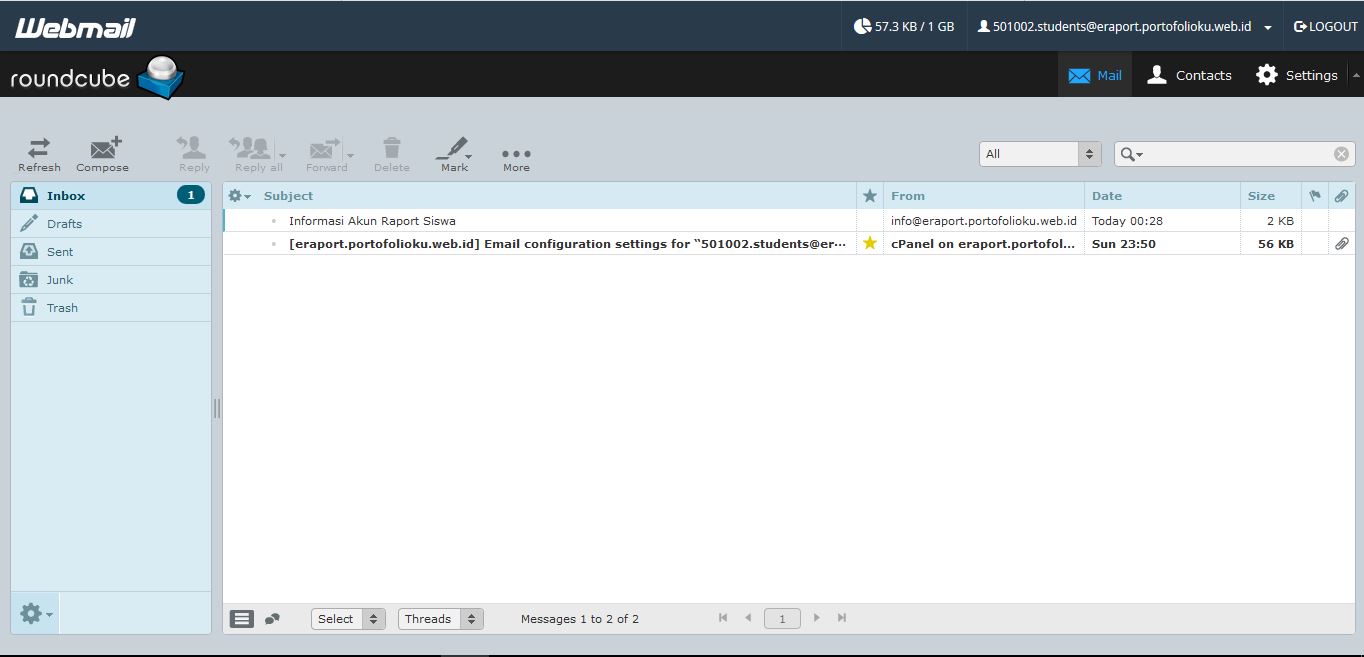 Webmail
57.3 KB / 1 GB
501002.students@eraport.portofolioku.web.id
LOGOUT
roundcube
Mail
Contacts
Settings
Refresh
Compose
Reply
Reply all
Forward
Delete
Mark
More
All
Inbox
1
Drafts
Sent
Junk
Trash
Subject From Date Size
Informasi Akun Raport Siswa info@eraport.portofolioku.web.id Today 00:28 2 KB
[eraport.portofolioku.web.id] Email configuration settings for “501002.students@er··· cPanel on eraport.portofol... Sun 23:50 56 KB
Select
Threads
Messages 1 to 2 of 2
1